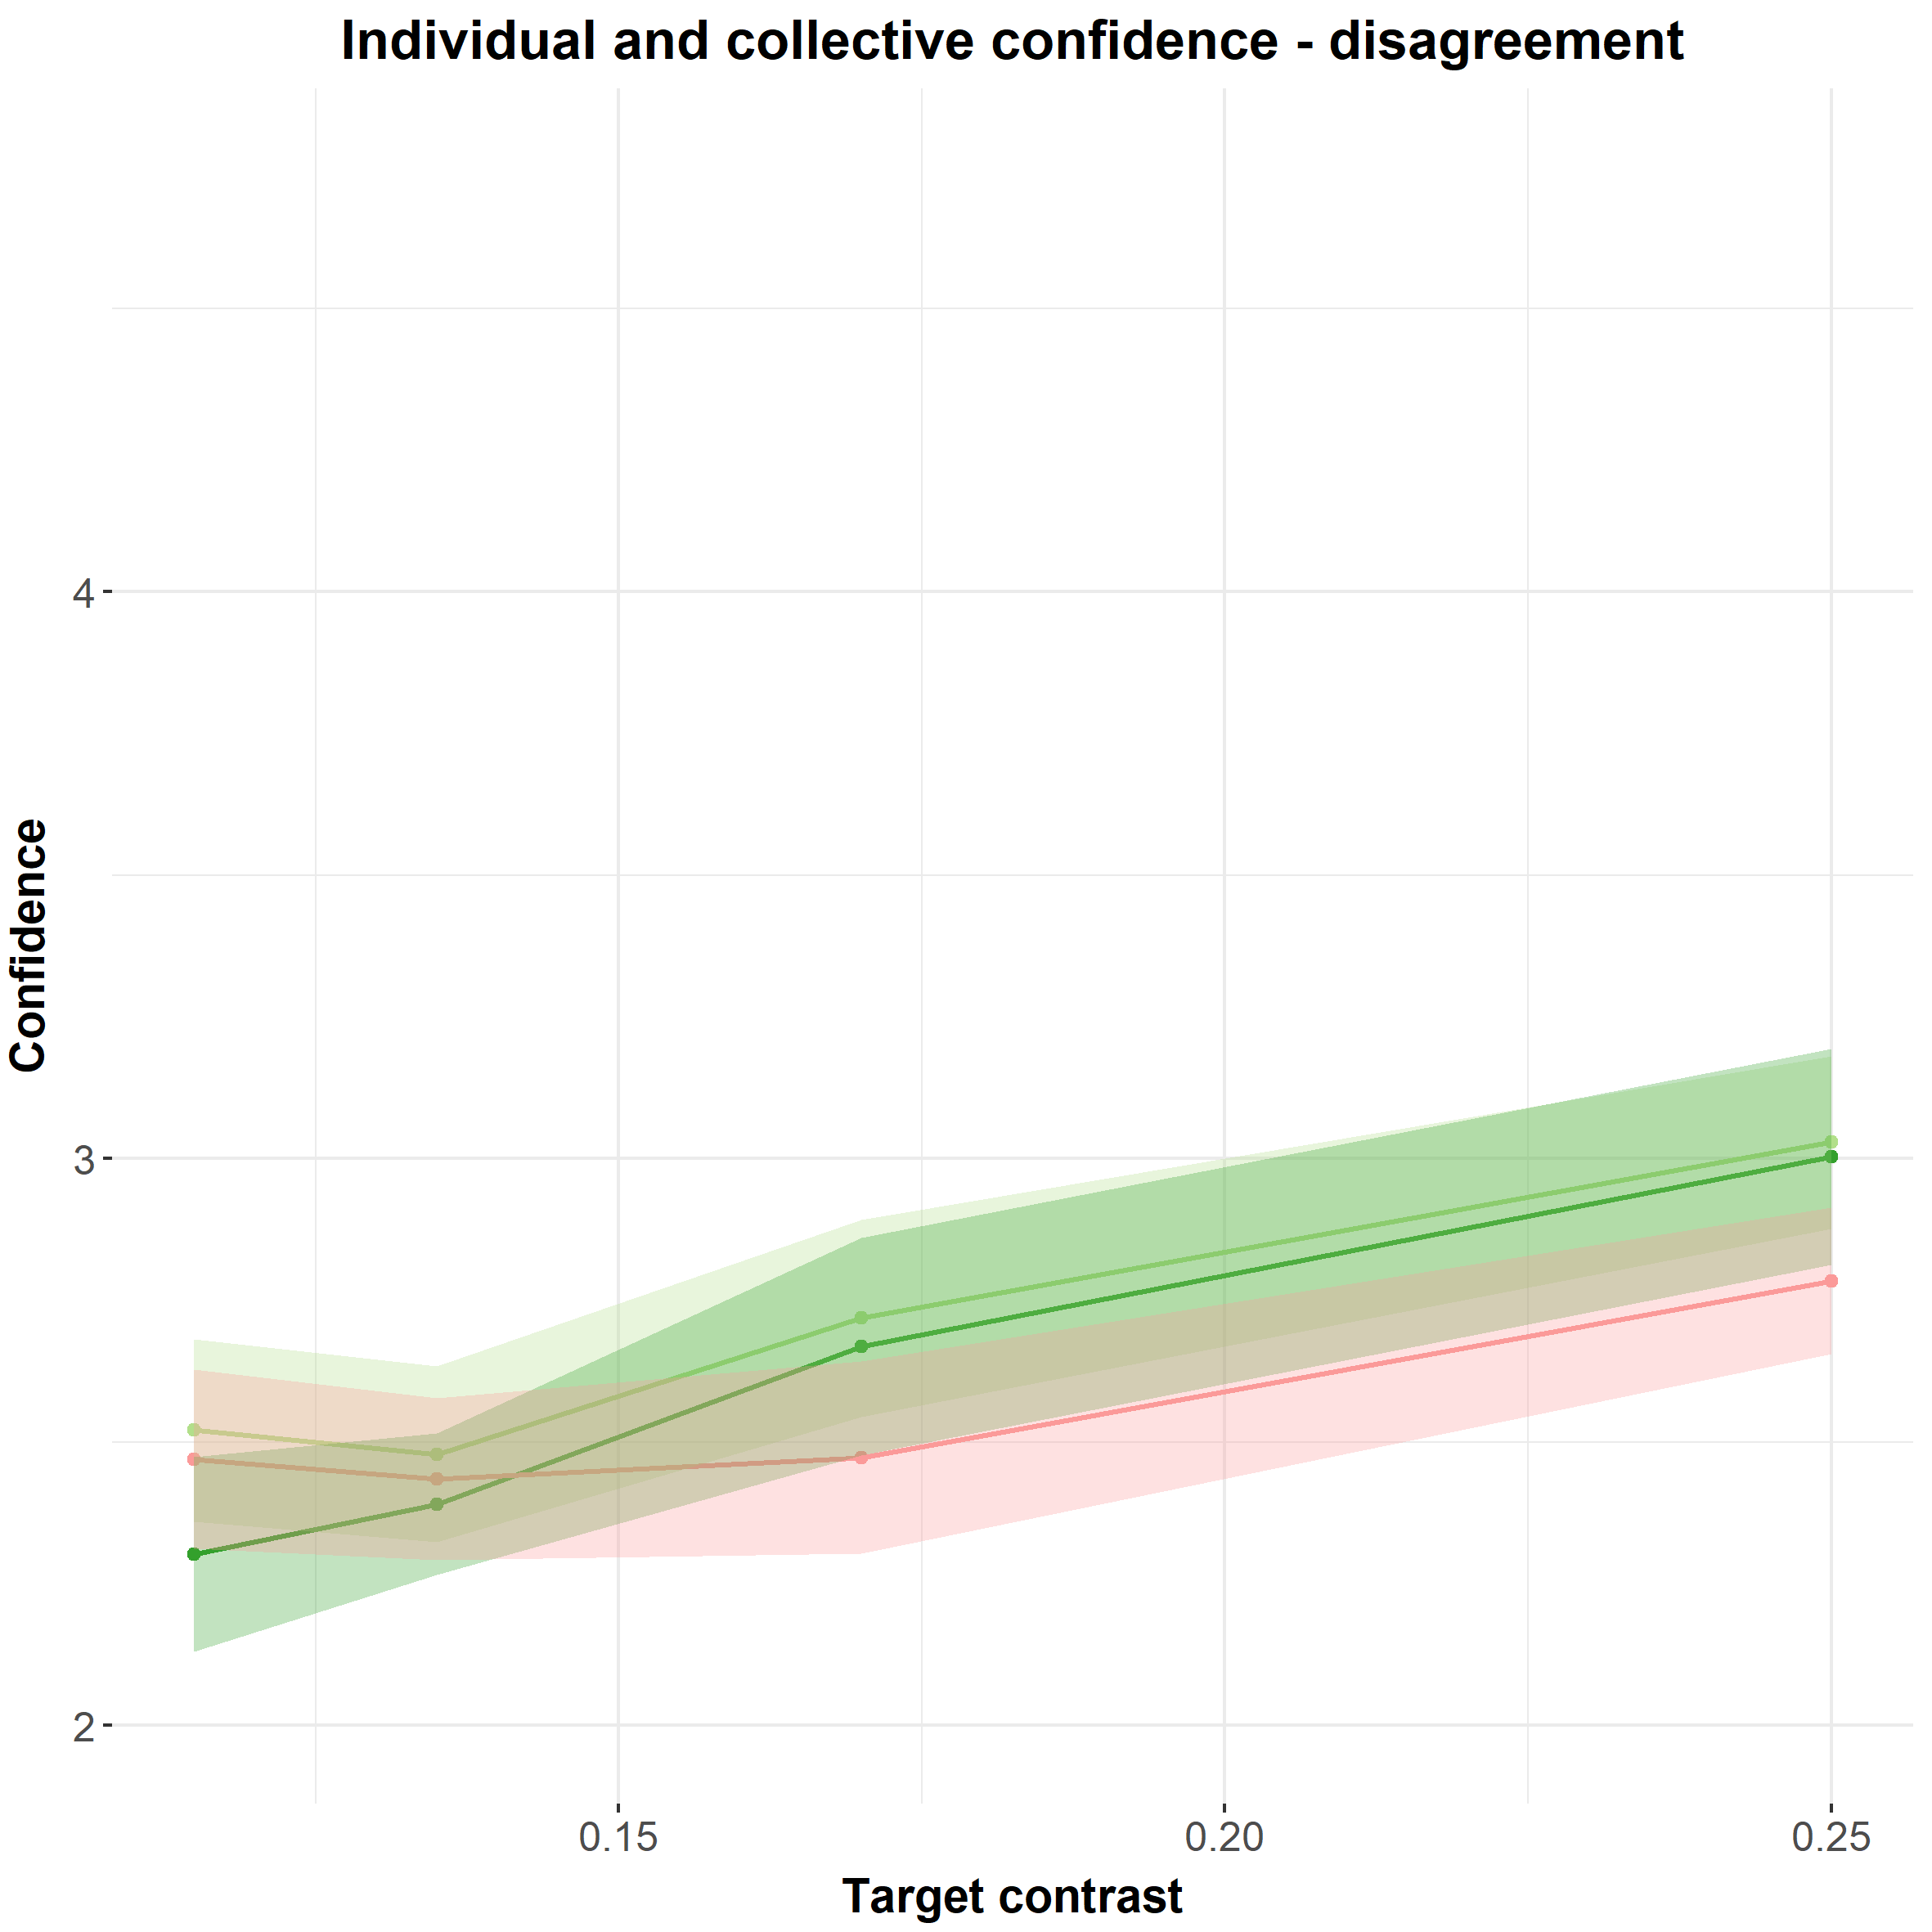 Individual and collective confidence - disagreement
Confidence
4
3
2
0.15
0.20
0.25
Target contrast